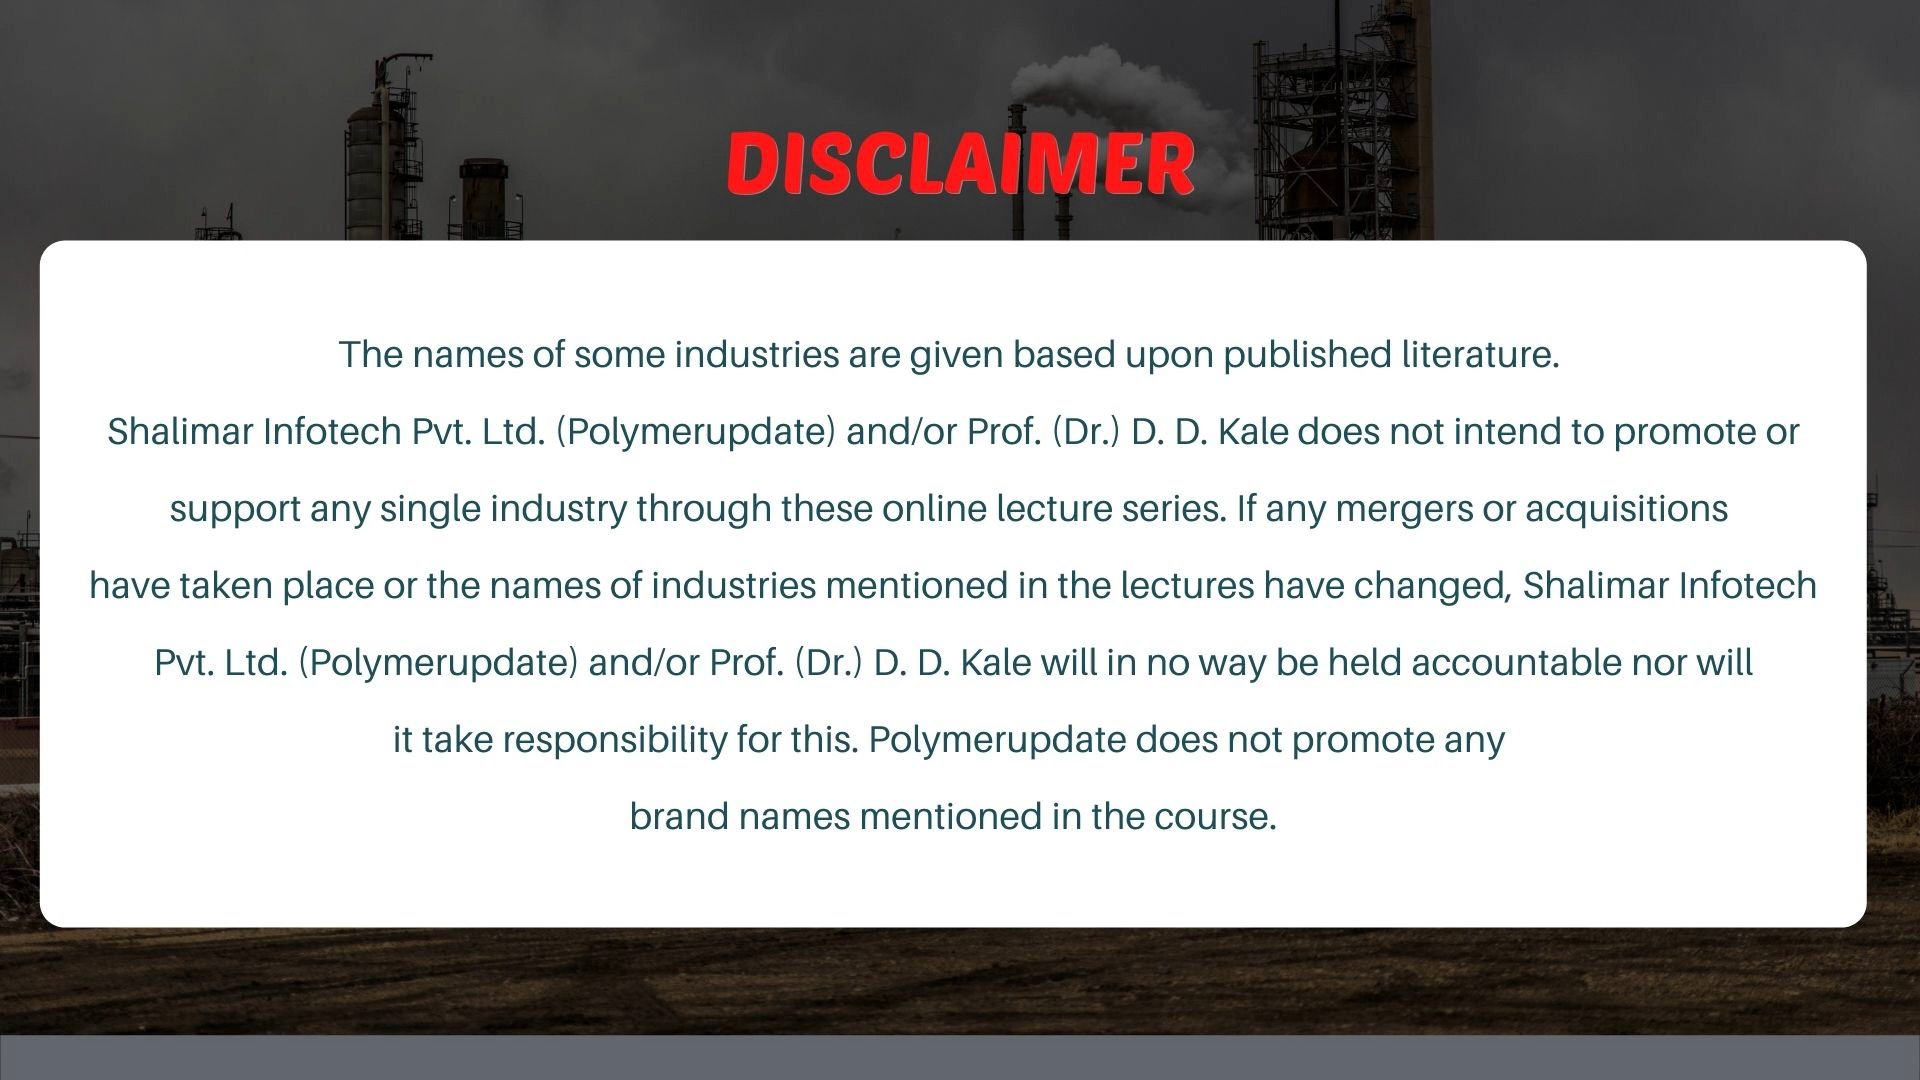 DISCLAIMER
The names of some industries are given based upon published literature.
Shalimar Infotech Pvt. Ltd. (Polymerupdate) and/or Prof. (Dr.) D. D. Kale does not intend to promote or
support any single industry through these online lecture series. If any mergers or acquisitions
have taken place or the names of industries mentioned in the lectures have changed, Shalimar Infotech
Pvt. Ltd. (Polymerupdate) and/or Prof. (Dr.) D. D. Kale will in no way be held accountable nor will
it take responsibility for this. Polymerupdate does not promote any
brand names mentioned in the course.